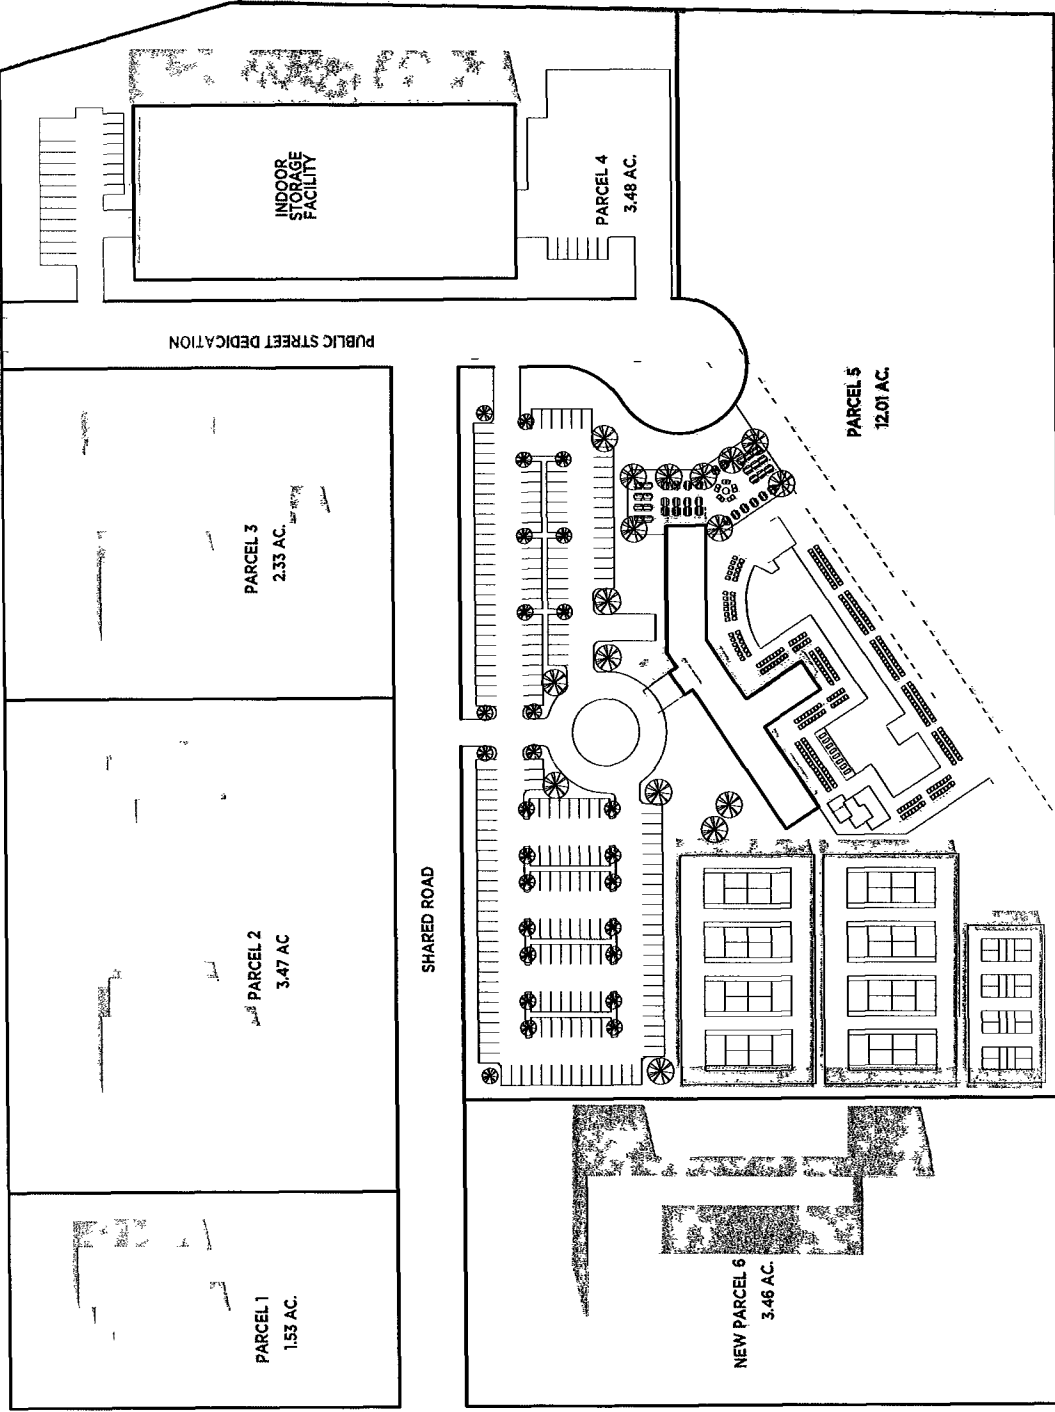 INDOOR
STORAGE
FACILITY
PARCEL 4
3.48 AC.
PUBLIC STREET DEDICATION
PARCEL 5
12.01 AC.
PARCEL 3
2.33 AC.
SHARED ROAD
PARCEL 2
3.47 AC
PARCEL 1
1.53 AC.
NEW PARCEL 6
3.46 AC.